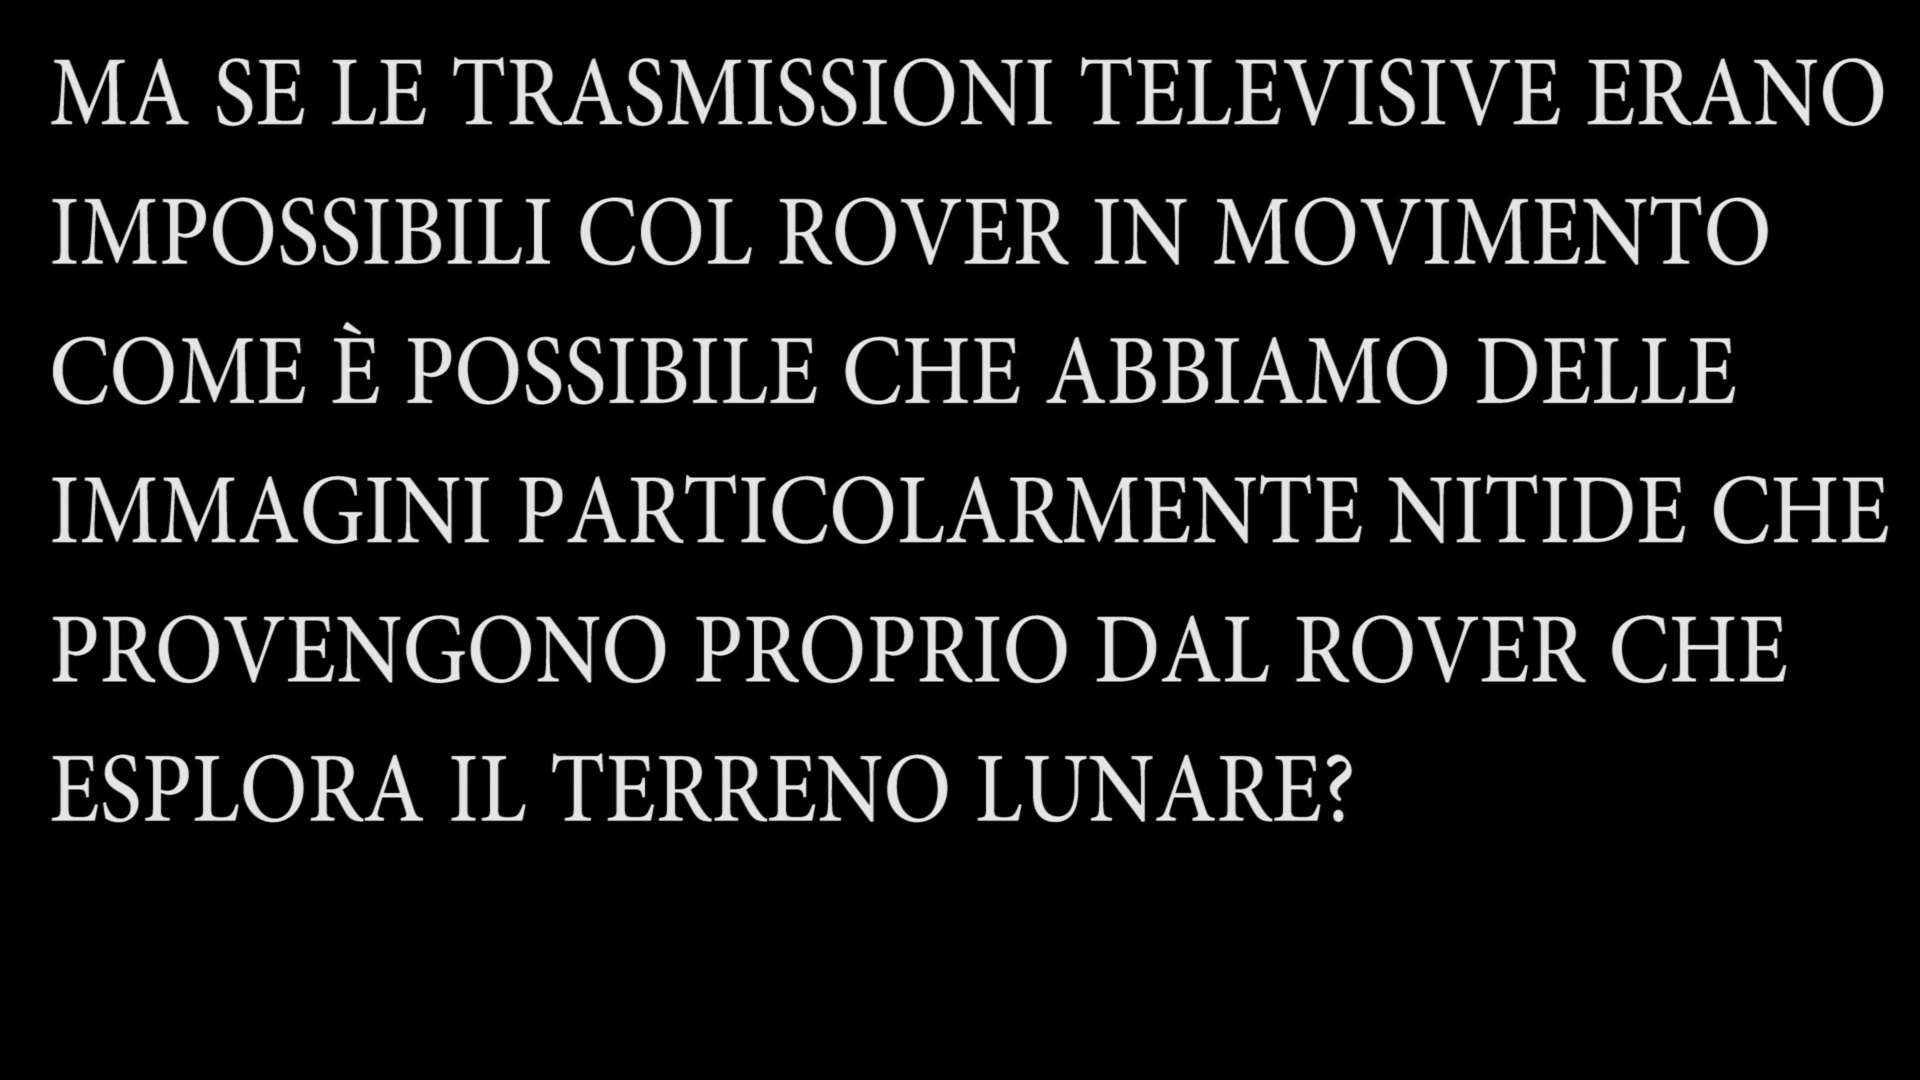 MA SE LE TRASMISSIONI TELEVISIVE ERANO
IMPOSSIBILI COL ROVER IN MOVIMENTO
COME È POSSIBILE CHE ABBIAMO DELLE
IMMAGINI PARTICOLARMENTE NITIDE CHE
PROVENGONO PROPRIO DAL ROVER CHE
ESPLORA IL TERRENO LUNARE?